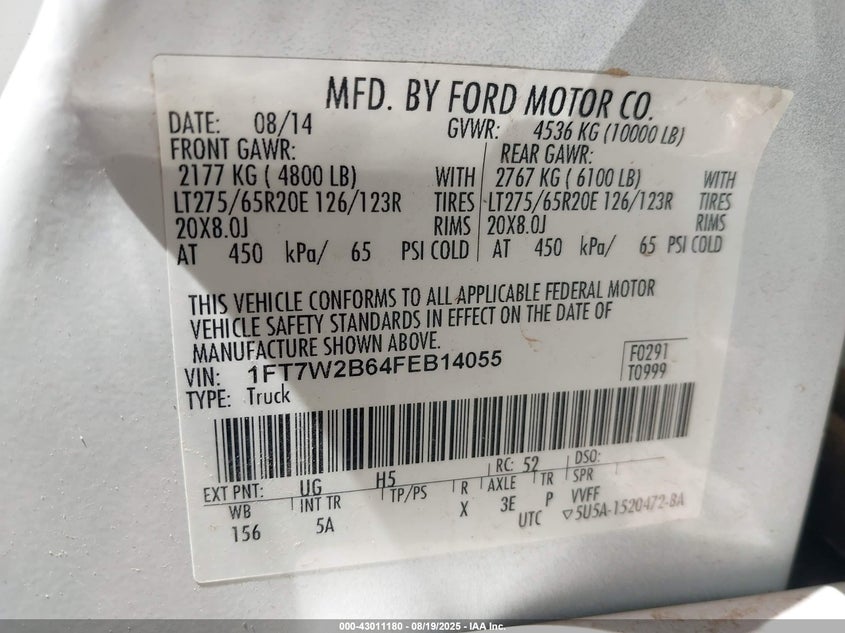 MFD. BY FORD MOTOR CO.
DATE: 08/14 GVWR: 4536 KG (10000 LB)
FRONT GAWR: REAR GAWR:
2177 KG ( 4800 LB) WITH 2767 KG ( 6100 LB) WITH
LT275/65R20E 126/123R TIRES LT275/65R20E 126/123R TIRES
20X8.0J RIMS 20X8.0J RIMS
AT 450 kPa/ 65 PSI COLD AT 450 kPa/ 65 PSI COLD
THIS VEHICLE CONFORMS TO ALL APPLICABLE FEDERAL MOTOR
VEHICLE SAFETY STANDARDS IN EFFECT ON THE DATE OF
MANUFACTURE SHOWN ABOVE.
VIN: 1FT7W2B64FEB14055 F0291
TYPE: Truck T0999
EXT PNT: UG H5 RC: 52 DSO:
WB INT TR TP/PS R AXLE TR SPR
156 5A X 3E P VVFF
UTC ▽5U5A-1520472-BA
000-43011180 - 08/19/2025 - IAA Inc.